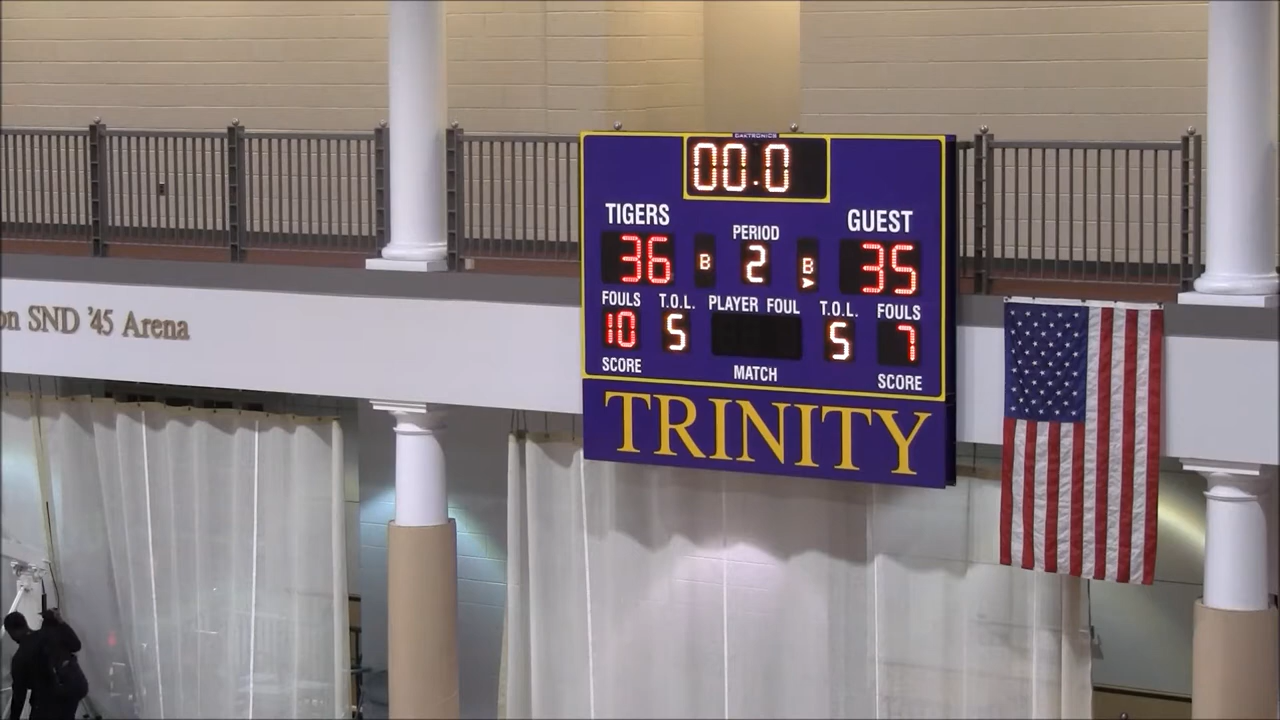 DAKTRONICS
00.0
TIGERS
GUEST
PERIOD
36 B 2 B 35
FOULS T.O.L. PLAYER FOUL T.O.L. FOULS
10 5 5 7
SCORE MATCH SCORE
TRINITY
on SND '45 Arena